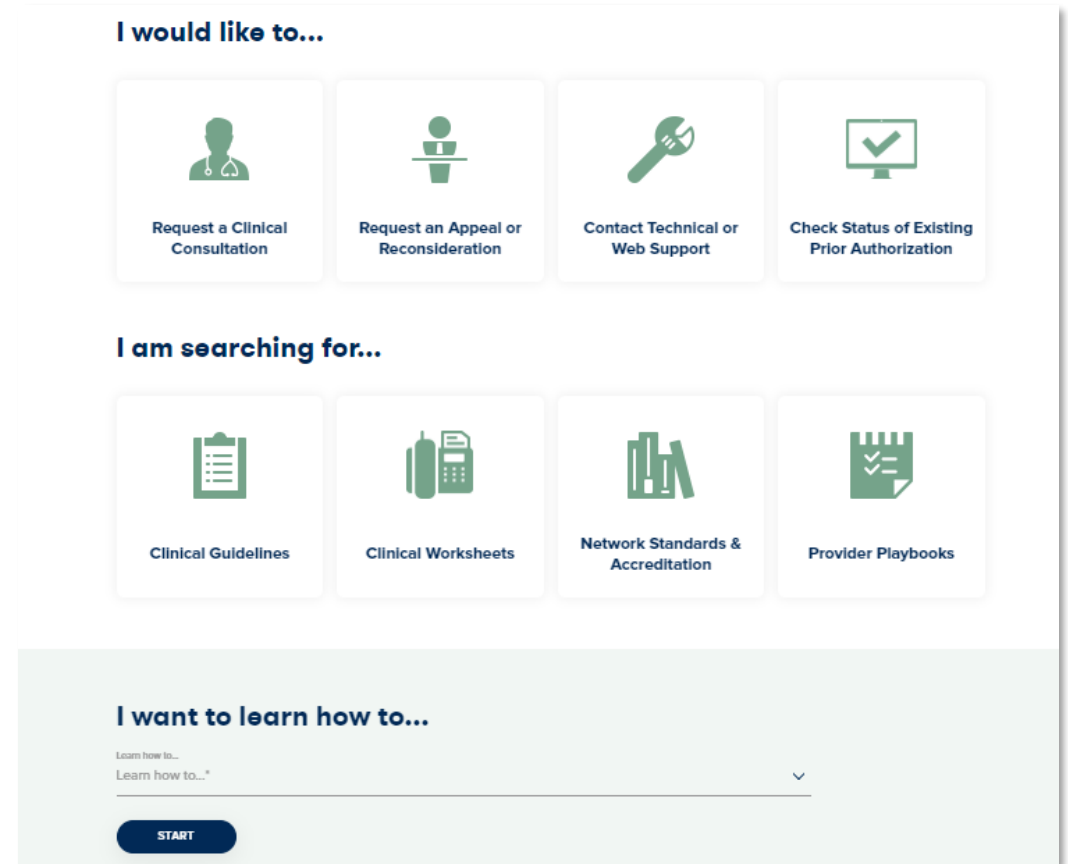 I would like to...
Request a Clinical
Consultation
Request an Appeal or
Reconsideration
Contact Technical or
Web Support
Check Status of Existing
Prior Authorization
I am searching for...
Clinical Guidelines
Clinical Worksheets
Network Standards &
Accreditation
Provider Playbooks
I want to learn how to...
Learn how to...
Learn how to...*
START